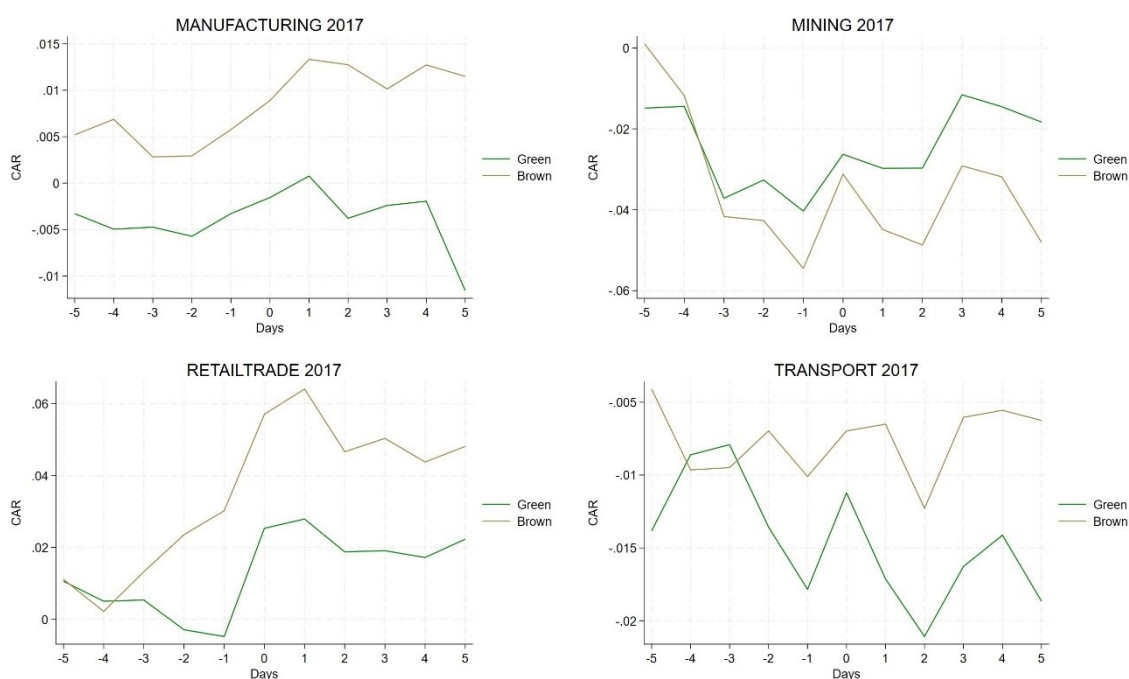 MANUFACTURING 2017
.015
.01
.005
0
-.005
-.01
CAR
-5 -4 -3 -2 -1 0 1 2 3 4 5
Days
Green
Brown
MINING 2017
0
-.02
-.04
-.06
CAR
-5 -4 -3 -2 -1 0 1 2 3 4 5
Days
Green
Brown
RETAILTRADE 2017
.06
.04
.02
0
CAR
-5 -4 -3 -2 -1 0 1 2 3 4 5
Days
Green
Brown
TRANSPORT 2017
-.005
-.01
-.015
-.02
CAR
-5 -4 -3 -2 -1 0 1 2 3 4 5
Days
Green
Brown